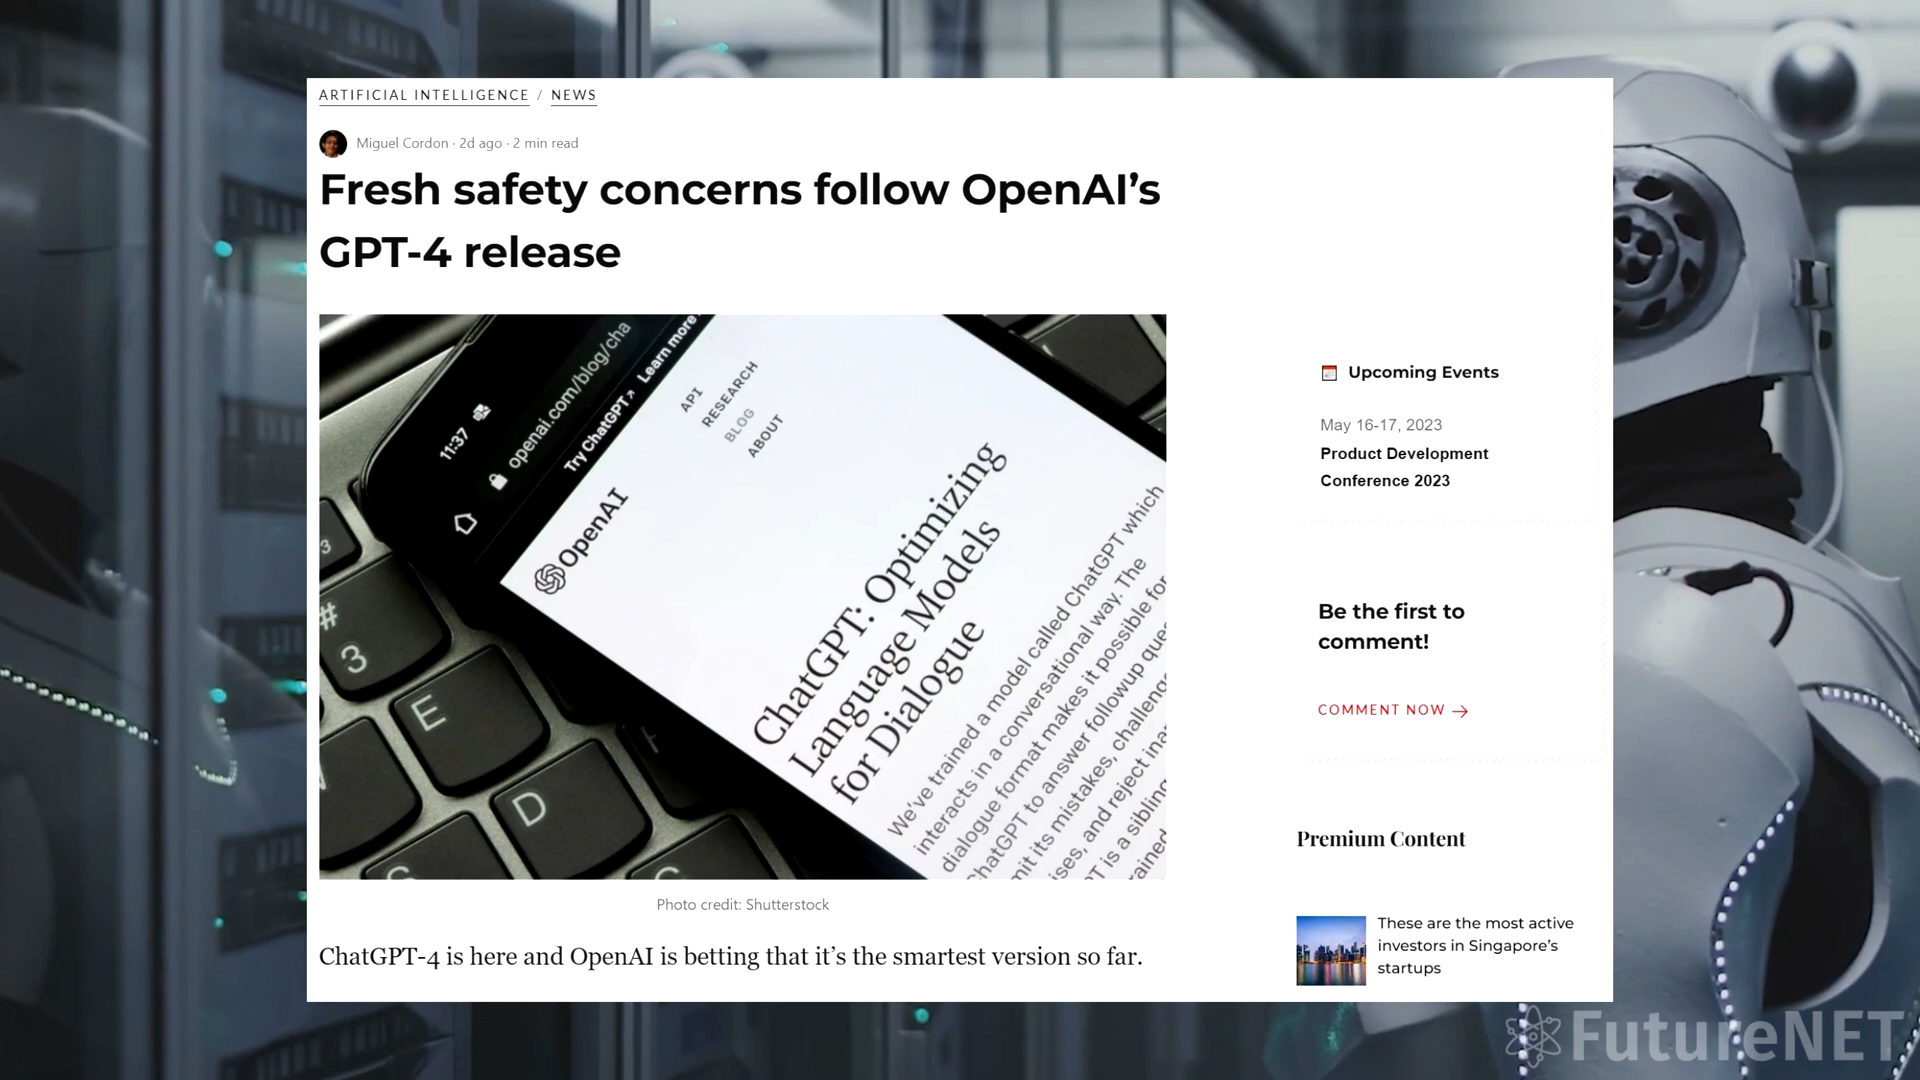 ARTIFICIAL INTELLIGENCE / NEWS
Miguel Cordon · 2d ago · 2 min read
Fresh safety concerns follow OpenAI’s
GPT-4 release
11:37
openai.com/blog/cha
Try ChatGPT↗ Learn more
API
RESEARCH
BLOG
ABOUT
OpenAI
ChatGPT: Optimizing
Language Models
for Dialogue
We’ve trained a model called ChatGPT which
interacts in a conversational way. The
dialogue format makes it possible for
ChatGPT to answer followup
its mistakes,
and reject
is a sibling
#
3
3
E
D
Photo credit: Shutterstock
ChatGPT-4 is here and OpenAI is betting that it’s the smartest version so far.
Upcoming Events
May 16-17, 2023
Product Development
Conference 2023
Be the first to
comment!
COMMENT NOW →
Premium Content
These are the most active
investors in Singapore’s
startups
FutureNET